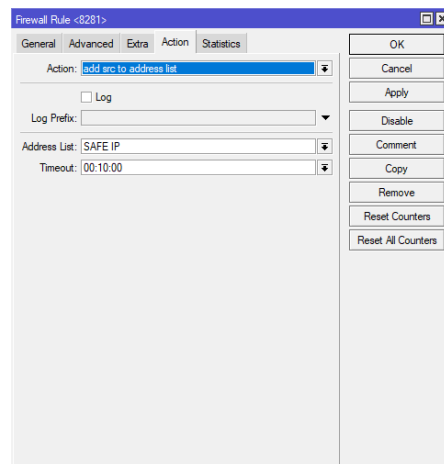 Firewall Rule <8281>
General Advanced Extra Action Statistics
Action: add src to address list
Log
Log Prefix:
Address List: SAFE IP
Timeout: 00:10:00
OK
Cancel
Apply
Disable
Comment
Copy
Remove
Reset Counters
Reset All Counters